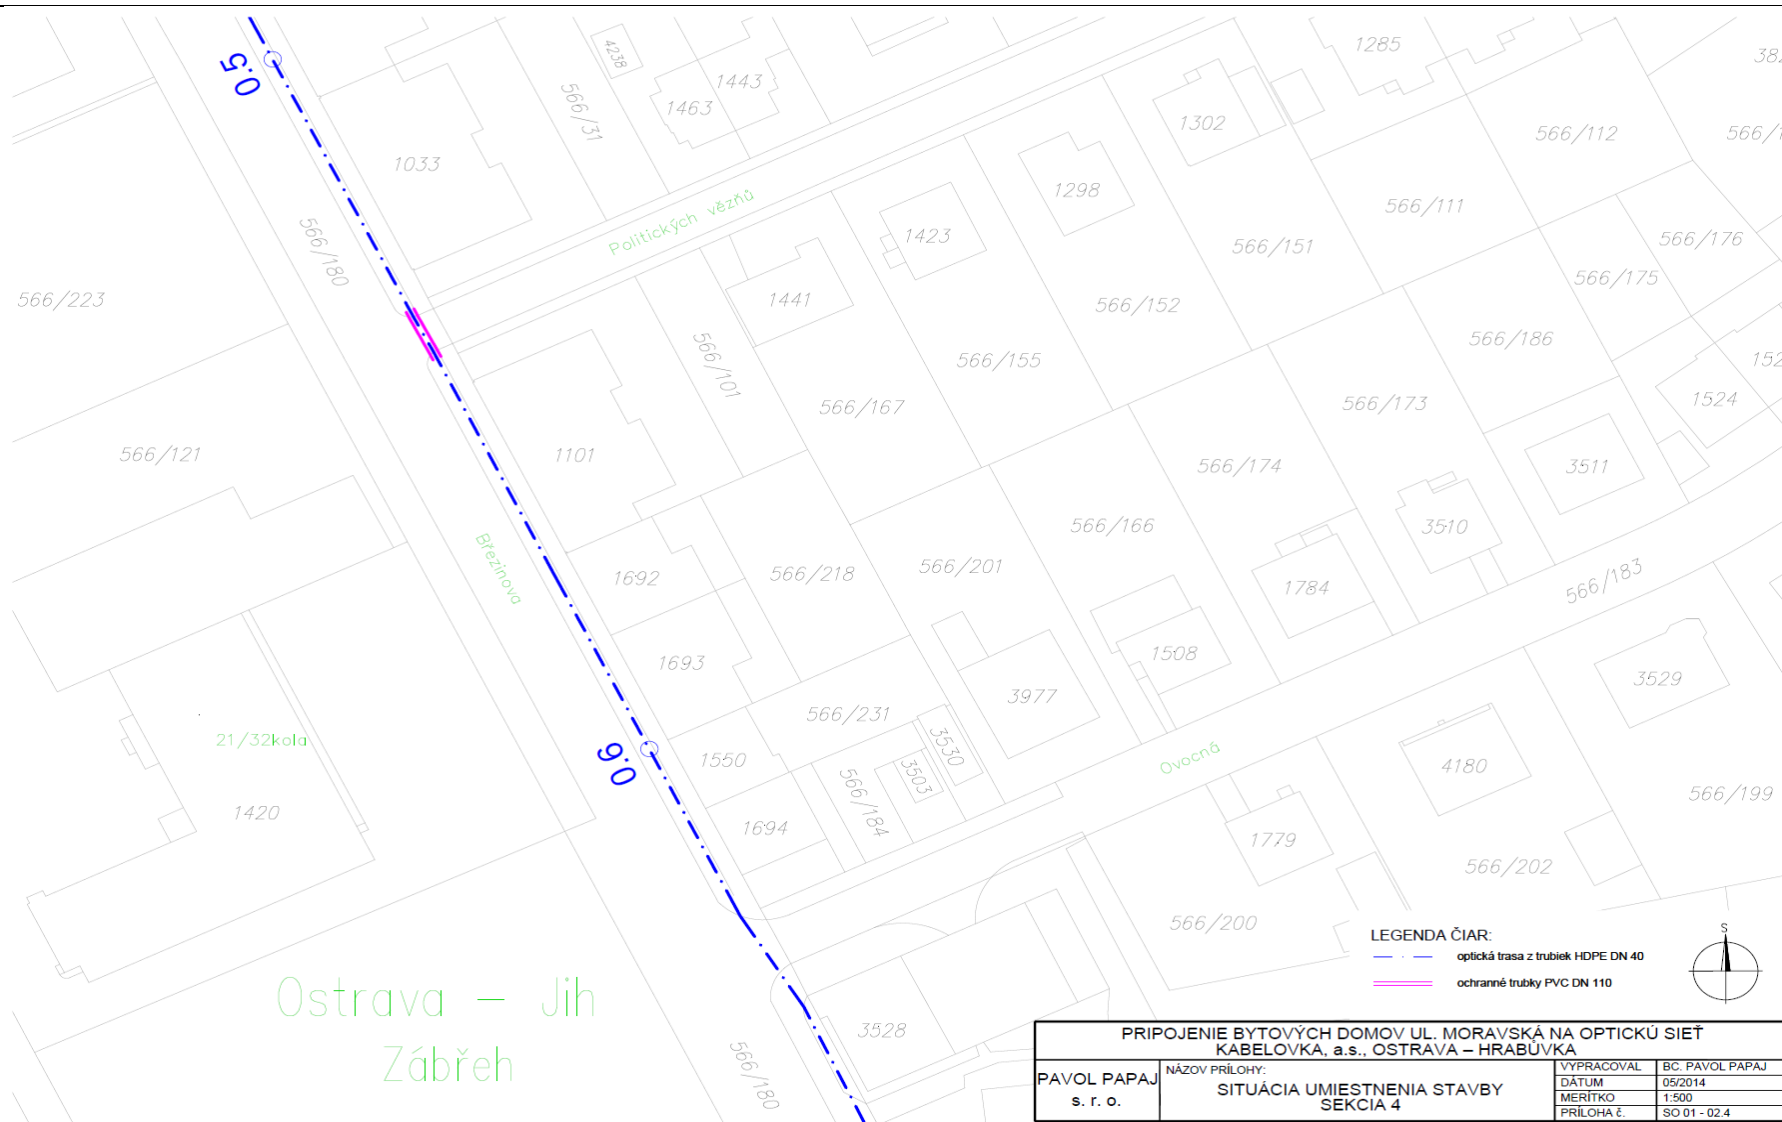 0.5
4238
1443
1463
566/31
1285
382
1302
566/112
566/1
1033
1298
566/111
Politických vězňů
1423
566/151
566/176
566/180
566/175
566/223
1441
566/152
566/186
566/101
566/155
152
1524
566/167
566/173
566/121
1101
566/174
3511
566/166
3510
Březinova
1692
566/218
566/201
1784
566/183
1693
1508
3529
3977
566/231
21/32kola
3530
0.6
1550
Ovocná
4180
3503
566/184
566/199
1420
1694
1779
566/202
566/200
LEGENDA ČIAR:
optická trasa z trubiek HDPE DN 40
ochranné trubky PVC DN 110
S
Ostrava – Jih
Zábřeh
3528
566/180
PRIPOJENIE BYTOVÝCH DOMOV UL. MORAVSKÁ NA OPTICKÚ SIEŤ
KABELOVKA, a.s., OSTRAVA – HRABŮVKA
PAVOL PAPAJ
s. r. o.
NÁZOV PRÍLOHY:
SITUÁCIA UMIESTNENIA STAVBY
SEKCIA 4
VYPRACOVAL BC. PAVOL PAPAJ
DÁTUM 05/2014
MERÍTKO 1:500
PRÍLOHA č. SO 01 - 02.4